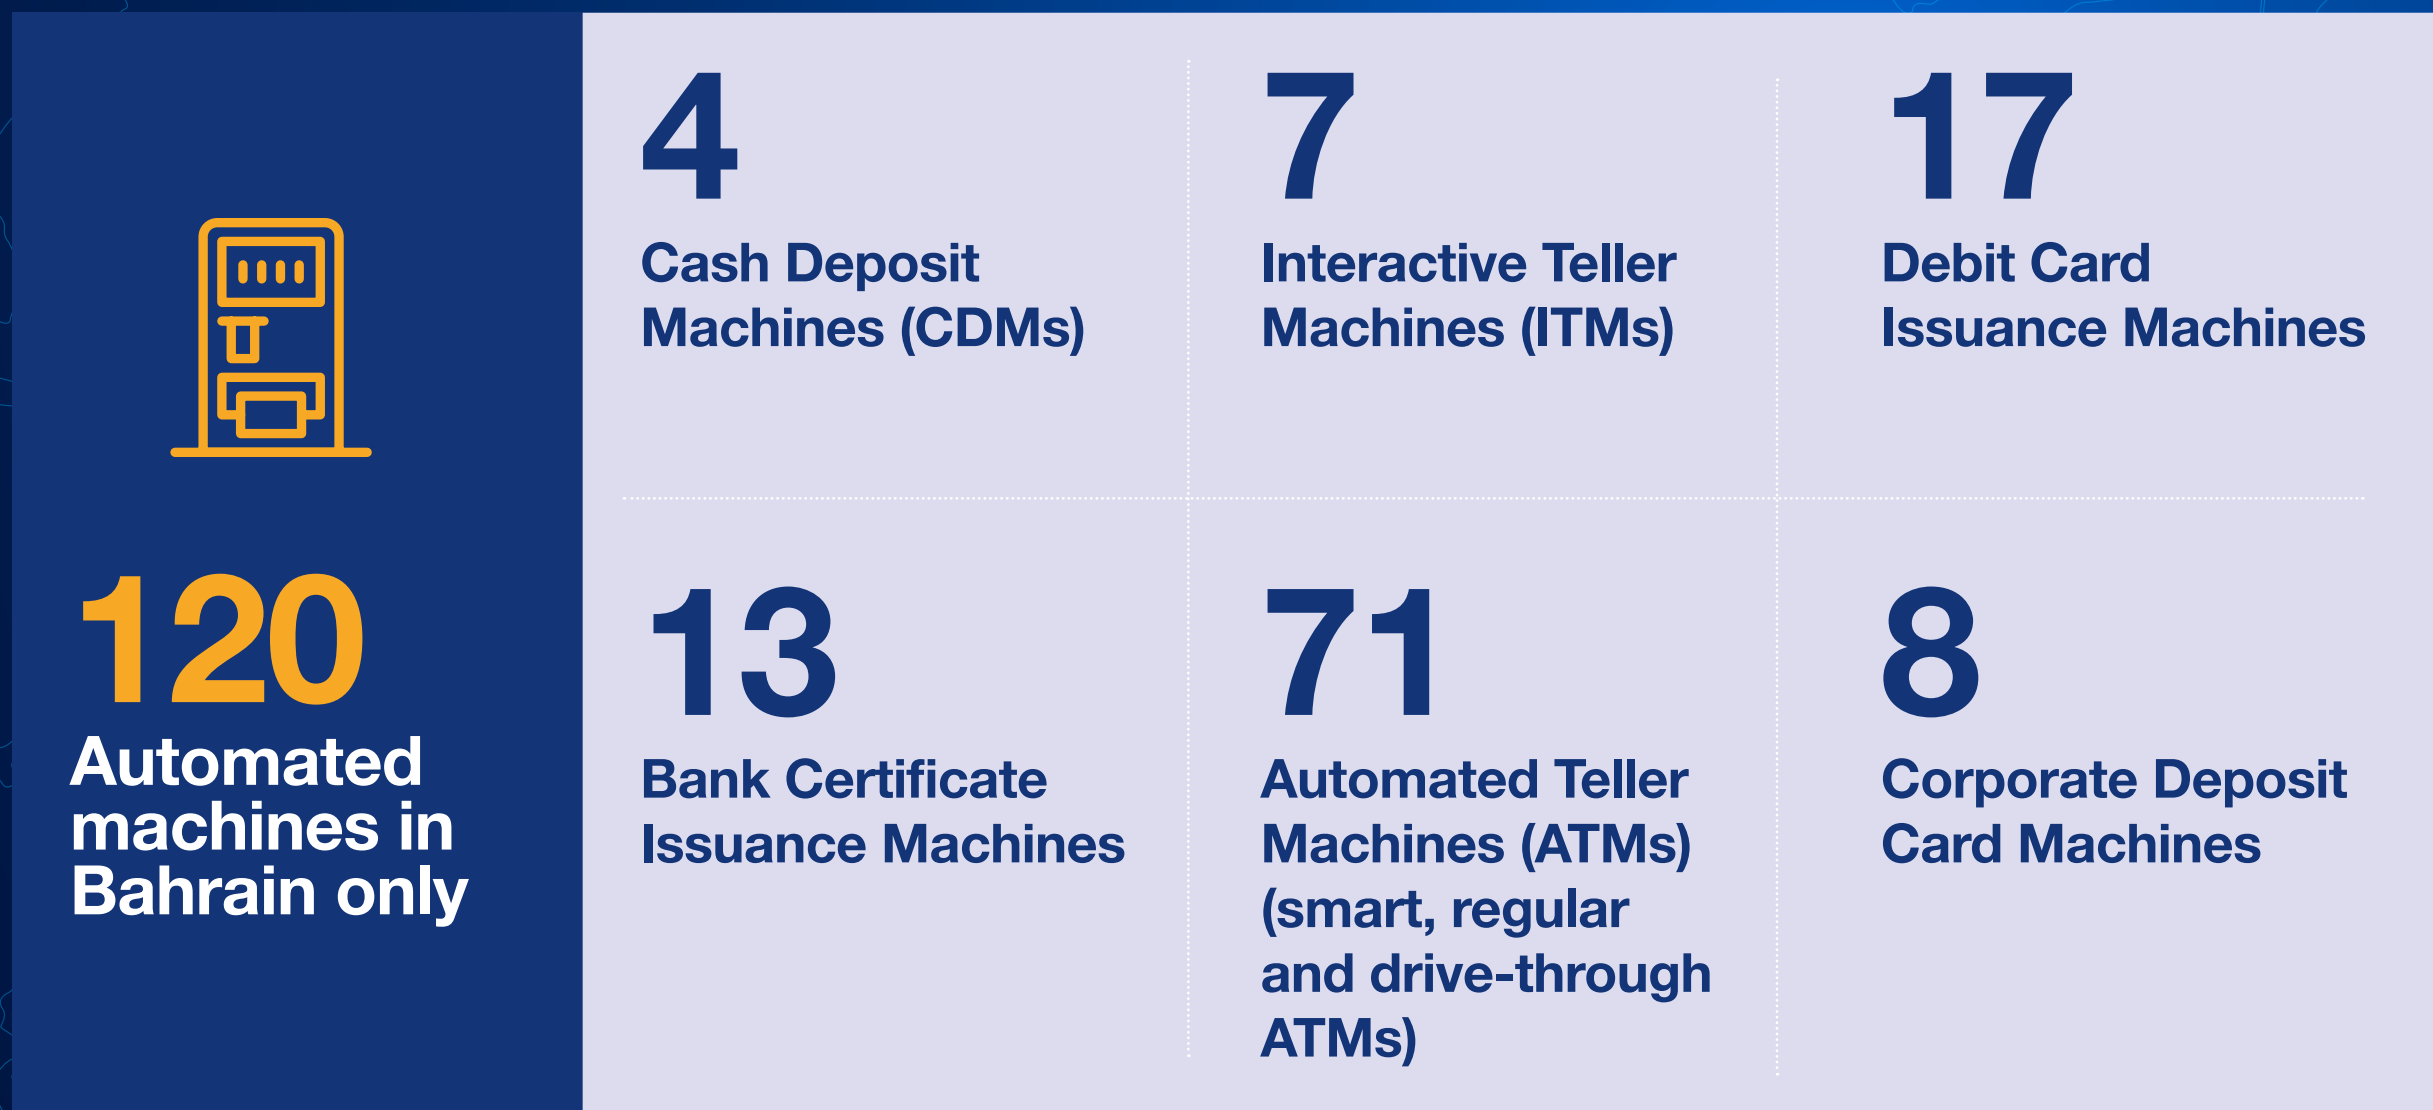 120
Automated
machines in
Bahrain only
4
Cash Deposit
Machines (CDMs)
7
Interactive Teller
Machines (ITMs)
17
Debit Card
Issuance Machines
13
Bank Certificate
Issuance Machines
71
Automated Teller
Machines (ATMs)
(smart, regular
and drive-through
ATMs)
8
Corporate Deposit
Card Machines